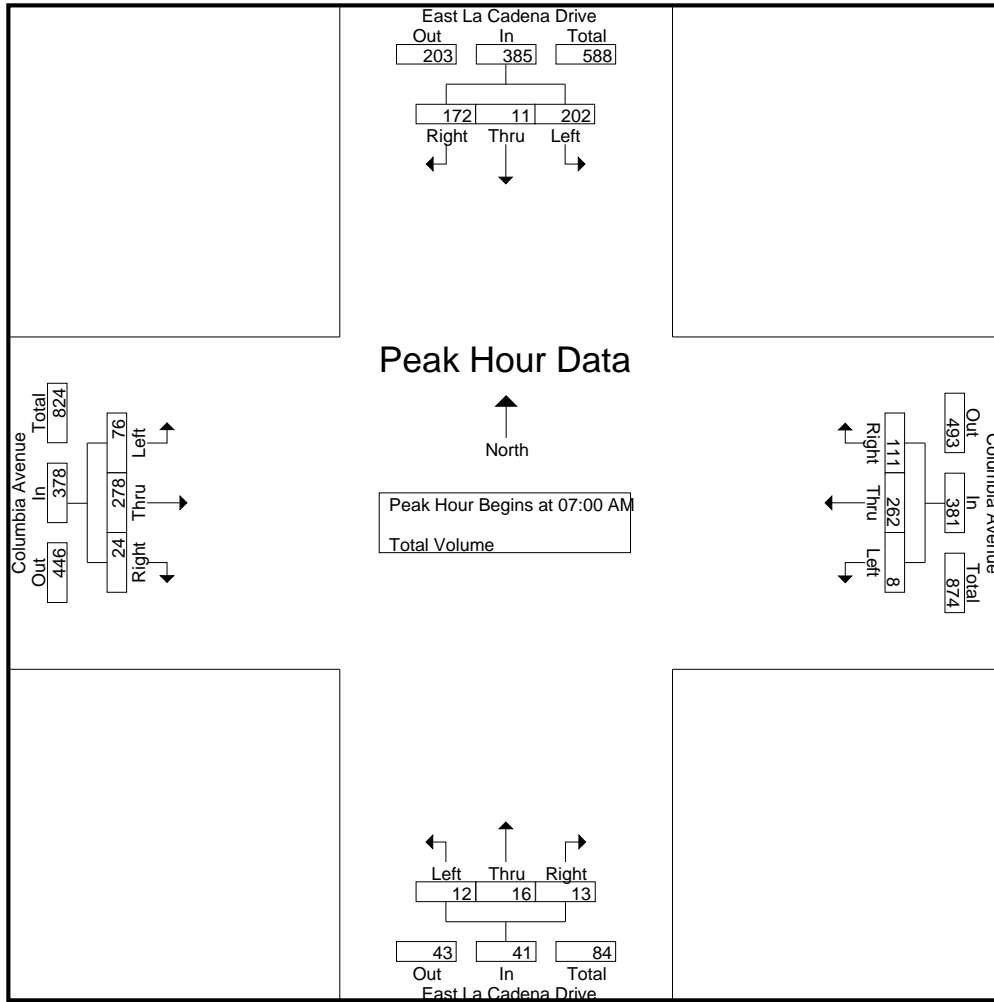 East La Cadena Drive
Out In Total
203 385 588
172 11 202
Right Thru Left
Peak Hour Data
North
Peak Hour Begins at 07:00 AM
Total Volume
Columbia Avenue
Out In Total
446 378 824
24 278 76
Right Thru Left
Columbia Avenue
Out In Total
493 381 874
111 262 8
Right Thru Left
Left Thru Right
12 16 13
43 41 84
Out In Total
East La Cadena Drive